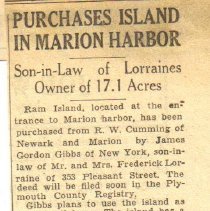 PURCHASES ISLAND
IN MARION HARBOR
Son-in-Law of Lorraines
Owner of 17.1 Acres
Ram Island, located at the en-
trance to Marion harbor, has been
purchased from R. W. Cumming of
Newark and Marion by James
Gordon Gibbs of New York, son-in-
law of Mr. and Mrs. Frederick Lor-
raine of 353 Pleasant Street. The
deed will be filed soon in the Ply-
mouth County Registry.
Gibbs plans to use the island as
The island has a